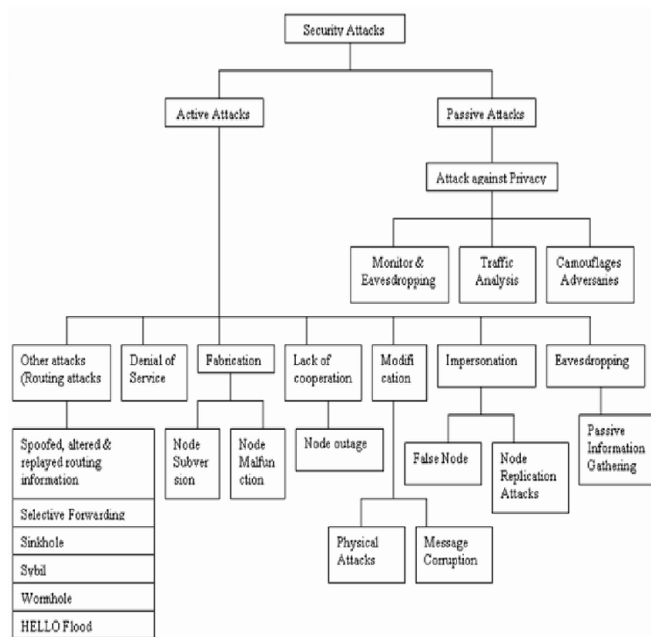 Security Attacks
Active Attacks
Passive Attacks
Attack against Privacy
Monitor &
Eavesdropping
Traffic
Analysis
Camouflages
Adversaries
Other attacks
(Routing attacks
Denial of
Service
Fabrication
Lack of
cooperation
Modifi
cation
Impersonation
Eavesdropping
Spoofed, altered &
replayed routing
information
Selective Forwarding
Sinkhole
Sybil
Wormhole
HELLO Flood
Node
Subver
sion
Node
Malfun
ction
Node outage
False Node
Node
Replication
Attacks
Passive
Information
Gathering
Physical
Attacks
Message
Corruption